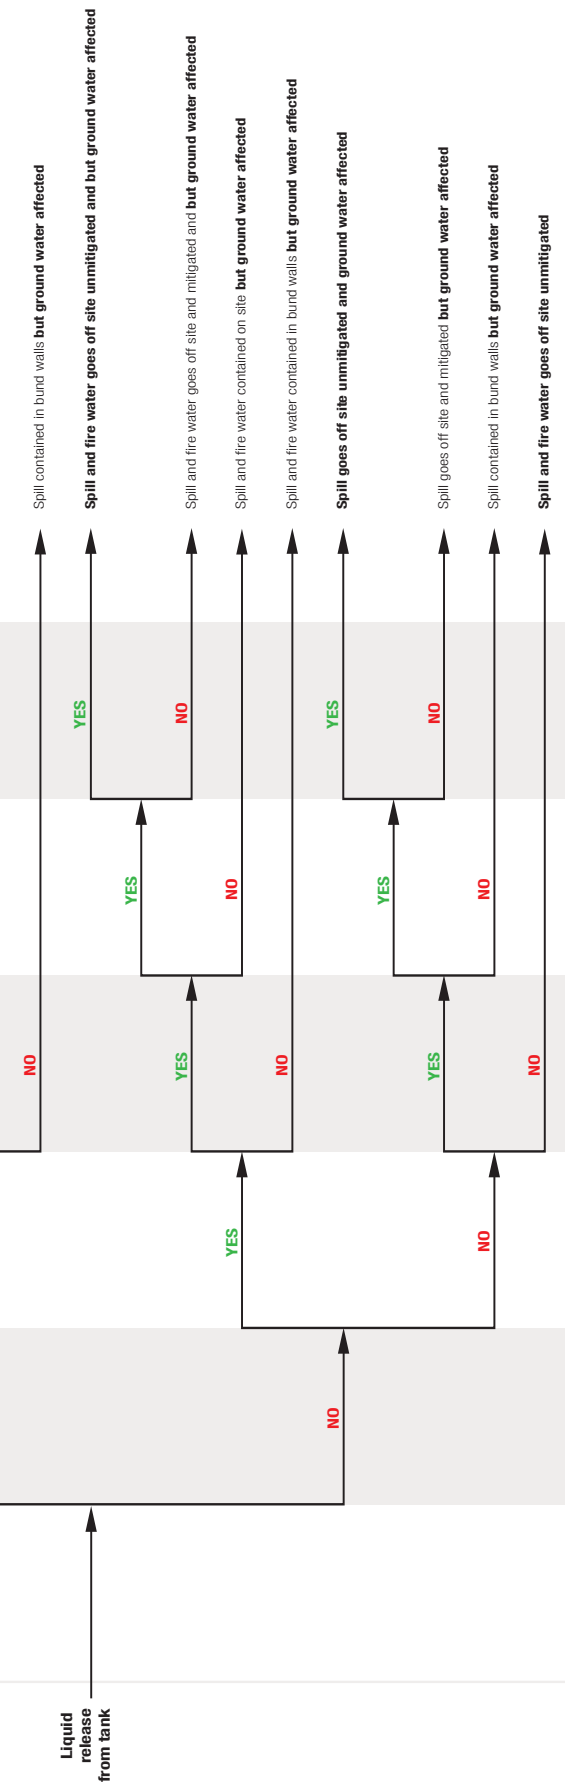 Liquid
release
from tank
NO
YES
NO
NO
YES
NO
YES
NO
YES
NO
YES
NO
YES
NO
YES
NO
Spill contained in bund walls but ground water affected
Spill and fire water goes off site unmitigated and but ground water affected
Spill and fire water goes off site and mitigated and but ground water affected
Spill and fire water contained on site but ground water affected
Spill and fire water contained in bund walls but ground water affected
Spill goes off site unmitigated and ground water affected
Spill goes off site and mitigated but ground water affected
Spill contained in bund walls but ground water affected
Spill and fire water goes off site unmitigated